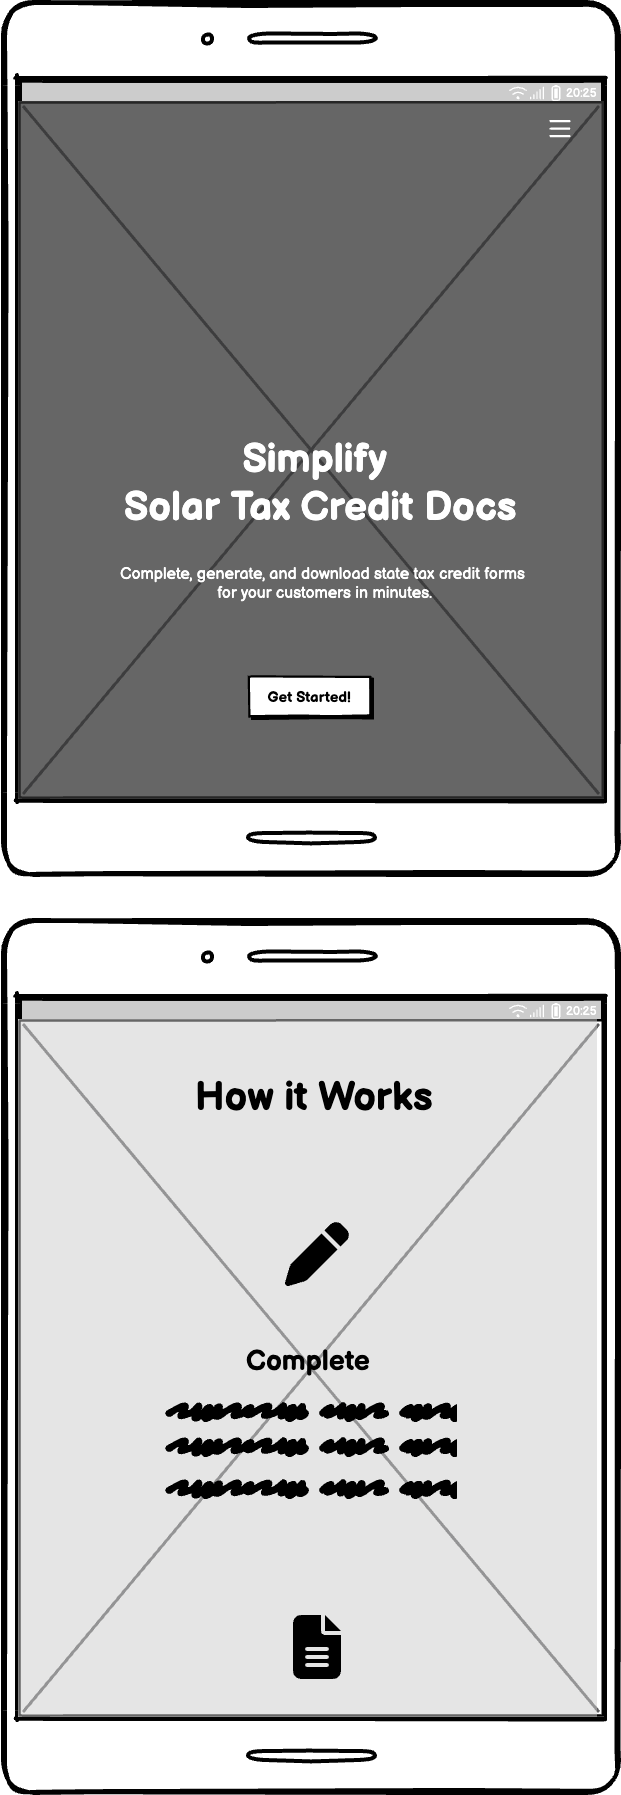 20:25
Simplify
Solar Tax Credit Docs
Complete, generate, and download state tax credit forms
for your customers in minutes.
Get Started!
20:25
How it Works
Complete